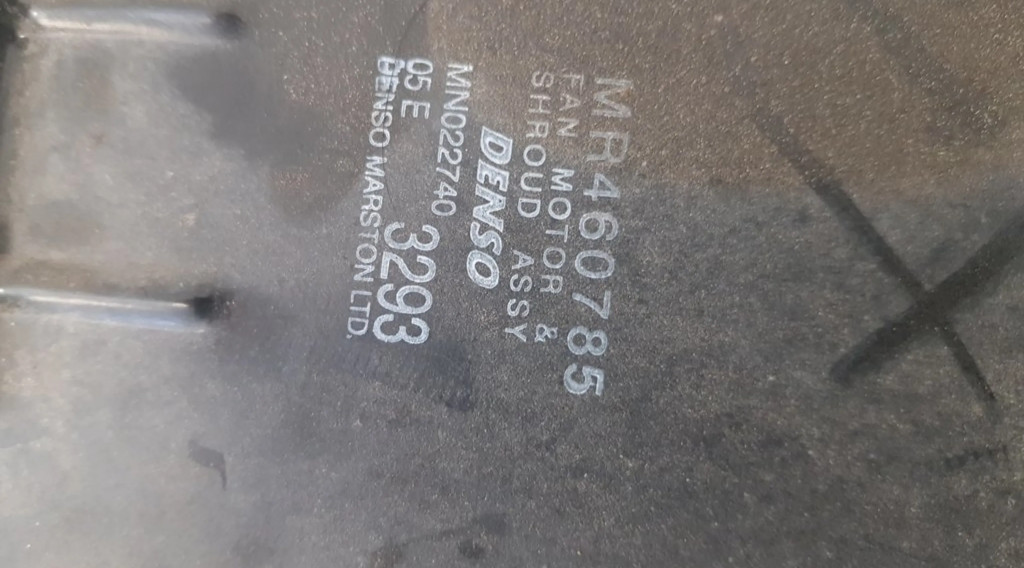 MR460785
FAN MOTOR &
SHROUD ASSY
DENSO
MN022740
05 E 3293
DENSO MARSTON LTD.